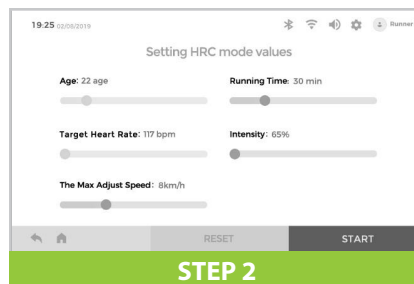 19:25 02/05/2019 Runner
Setting HRC mode values
Age: 22 age
Running Time: 30 min
Target Heart Rate: 117 bpm
Intensity: 65%
The Max Adjust Speed: 8km/h
RESET
START
STEP 2